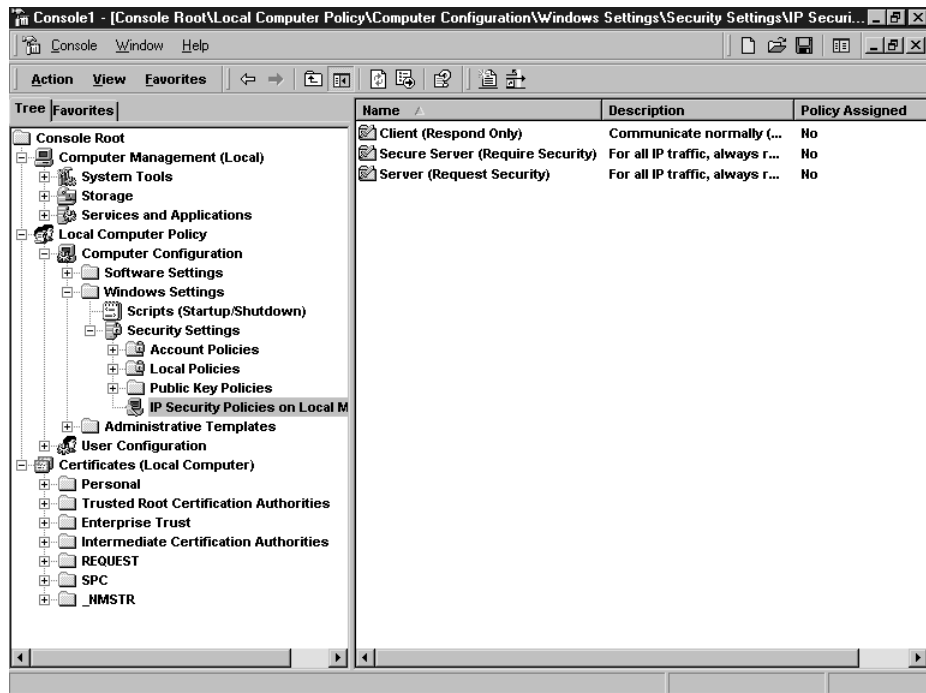 Console1 - [Console Root\Local Computer Policy\Computer Configuration\Windows Settings\Security Settings\IP Securi...
Console Window Help
Action View Favorites
Tree Favorites
Name Description Policy Assigned
Console Root
Computer Management (Local)
System Tools
Storage
Services and Applications
Local Computer Policy
Computer Configuration
Software Settings
Windows Settings
Scripts (Startup/Shutdown)
Security Settings
Account Policies
Local Policies
Public Key Policies
IP Security Policies on Local M
Administrative Templates
User Configuration
Certificates (Local Computer)
Personal
Trusted Root Certification Authorities
Enterprise Trust
Intermediate Certification Authorities
REQUEST
SPC
_NMSTR
Client (Respond Only) Communicate normally (... No
Secure Server (Require Security) For all IP traffic, always r... No
Server (Request Security) For all IP traffic, always r... No